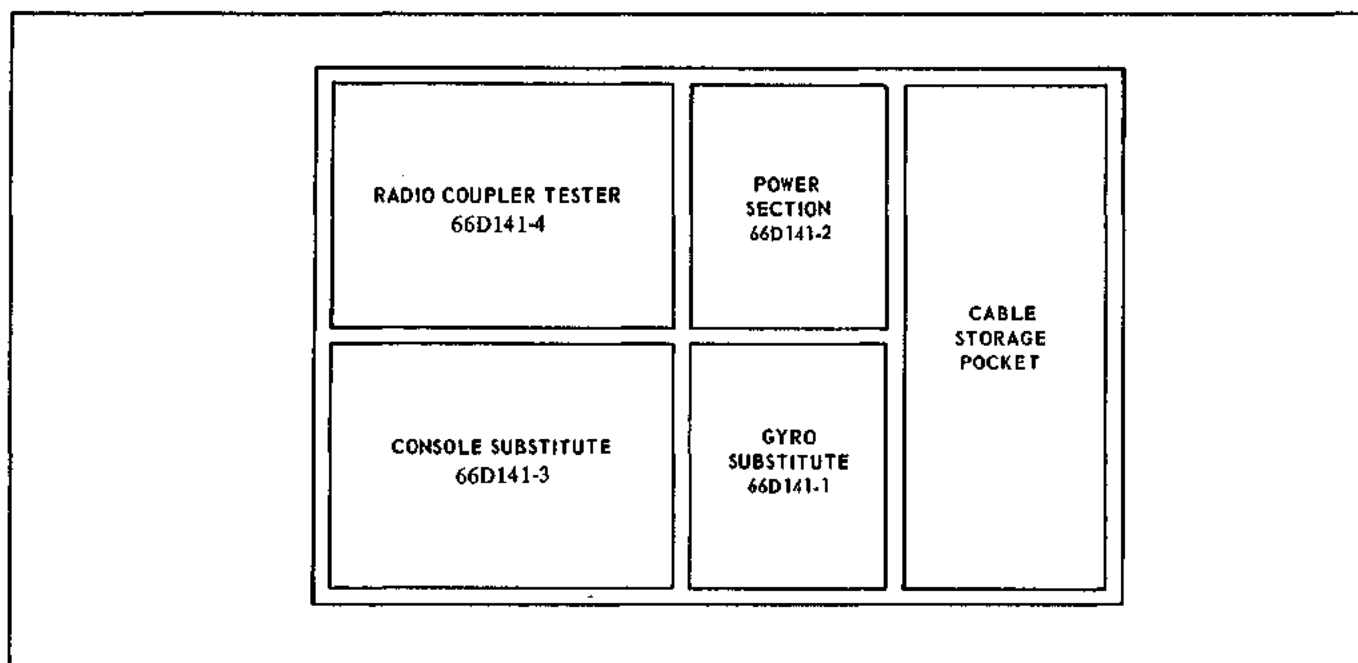 RADIO COUPLER TESTER
66D141-4
POWER
SECTION
66D141-2
CABLE
STORAGE
POCKET
CONSOLE SUBSTITUTE
66D141-3
GYRO
SUBSTITUTE
66D141-1